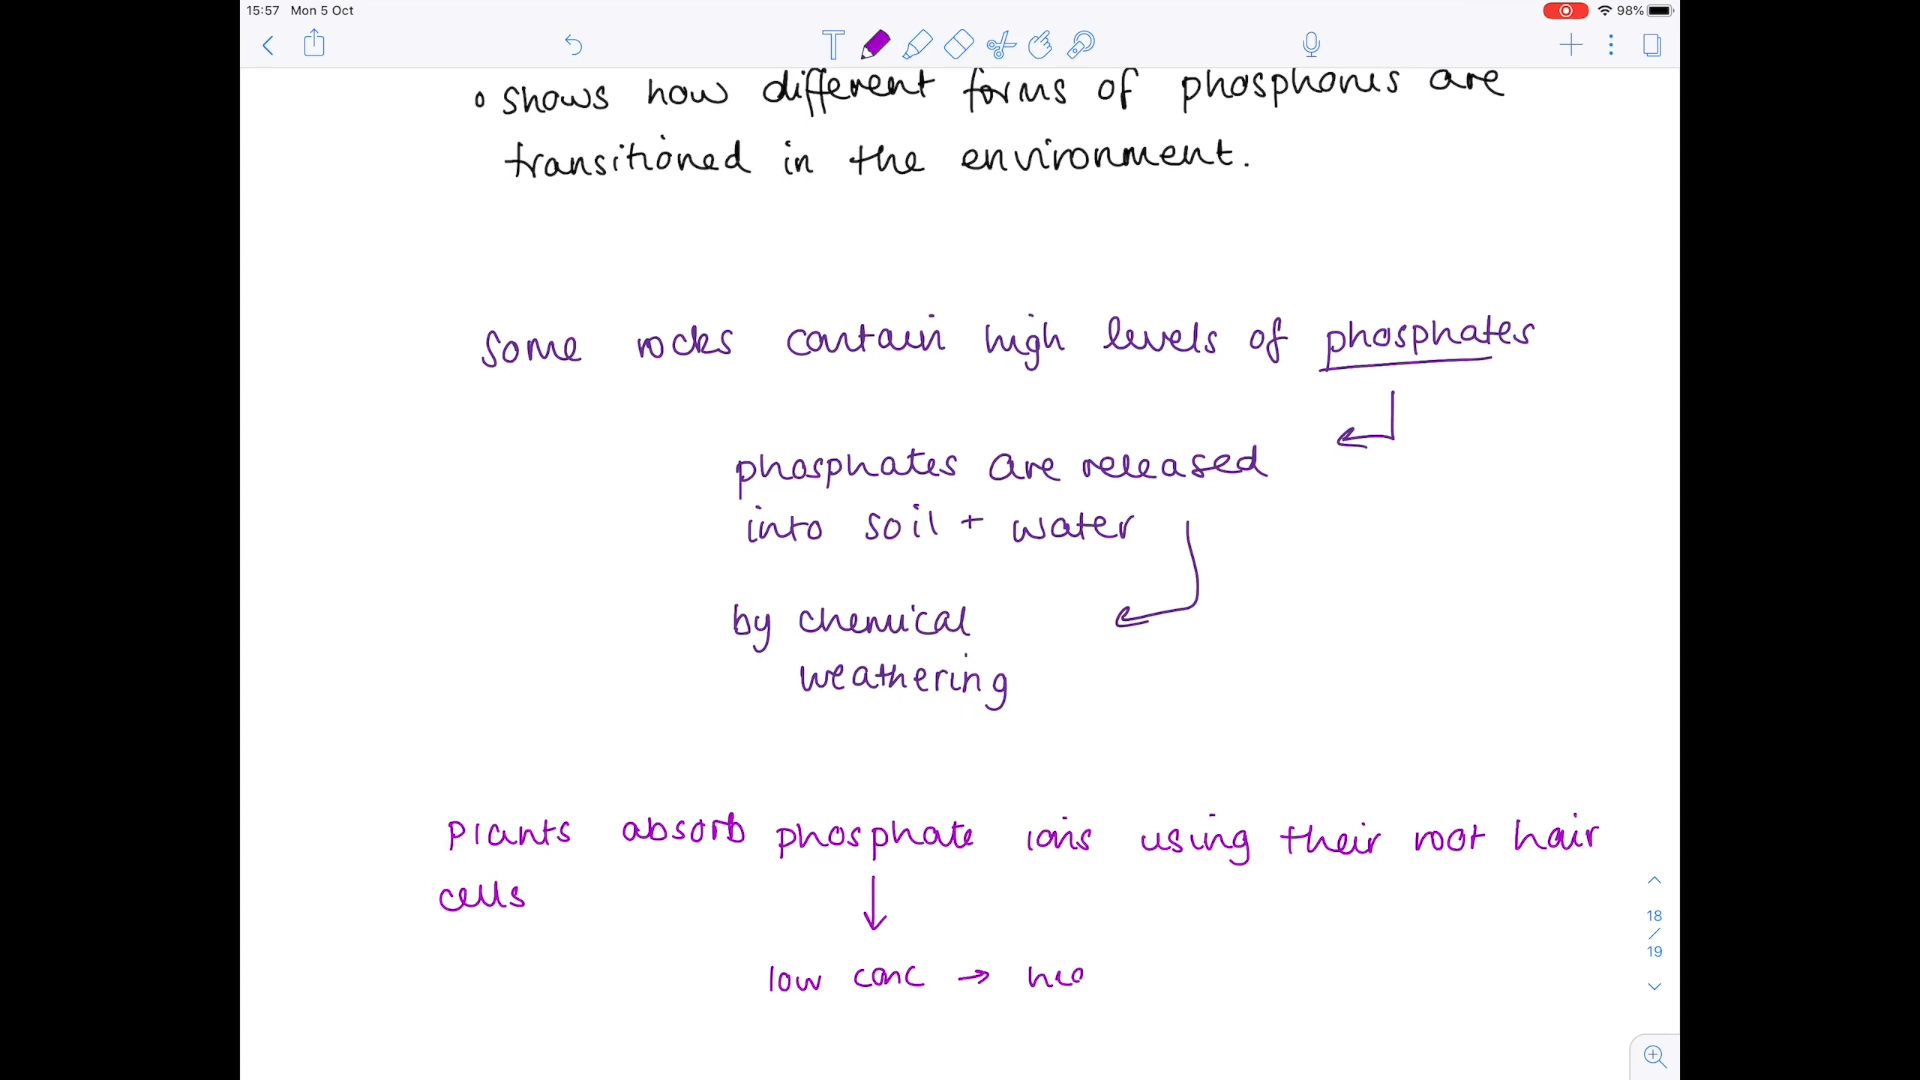 15:57 Mon 5 Oct
98%
T
• shows how different forms of phosphorus are
transitioned in the environment.
Some rocks contain high levels of phosphates
phosphates are released
into soil + water
by chemical
weathering
Plants absorb phosphate ions using their root hair
cells
low conc →
18
/
19